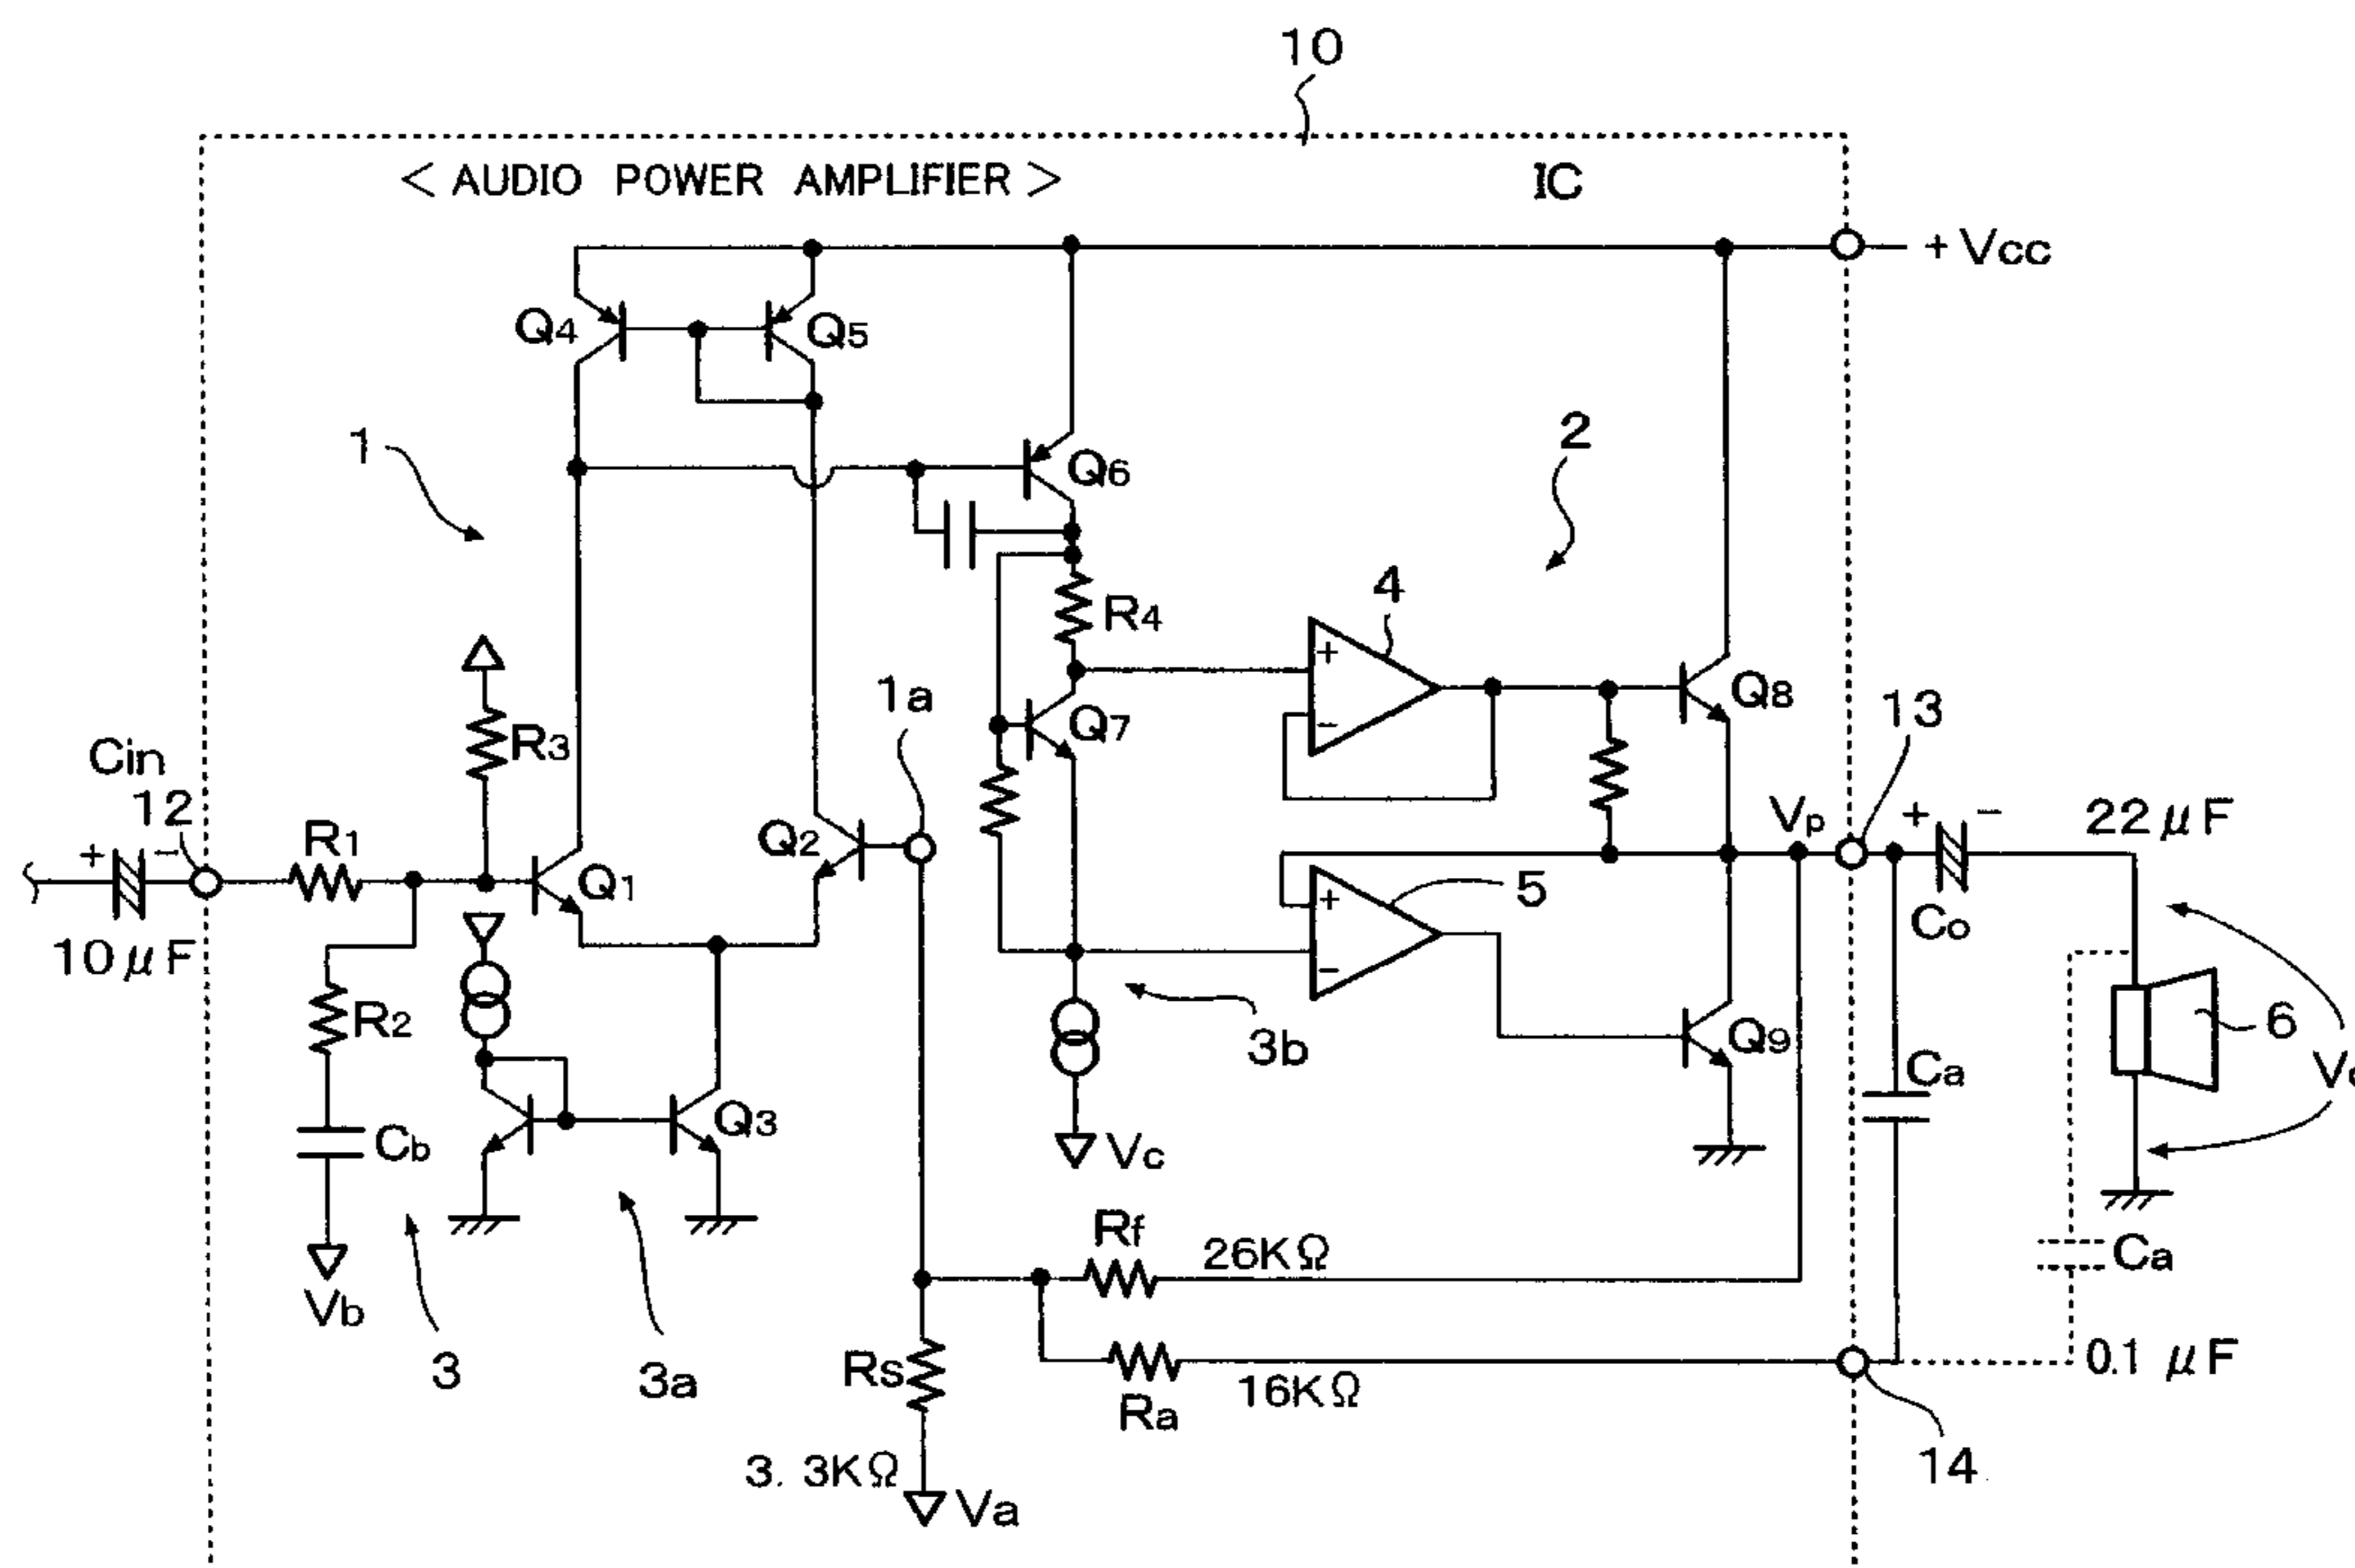 10
< AUDIO POWER AMPLIFIER > IC
+ Vcc
Q4
Q5
1
Q6
2
R4
4
1a
Q7
Q8
13
R3
Cin
12
+
-
R1
Q1
Q2
+
-
Vp
+
-
22 μF
10 μF
+
-
5
Co
R2
3b
Q9
6
Ca
Vo
Q3
Cb
Vc
Vb
3
3a
Rf
26KΩ
Ca
RS
16KΩ
Ra
0.1 μF
3. 3KΩ
Va
14